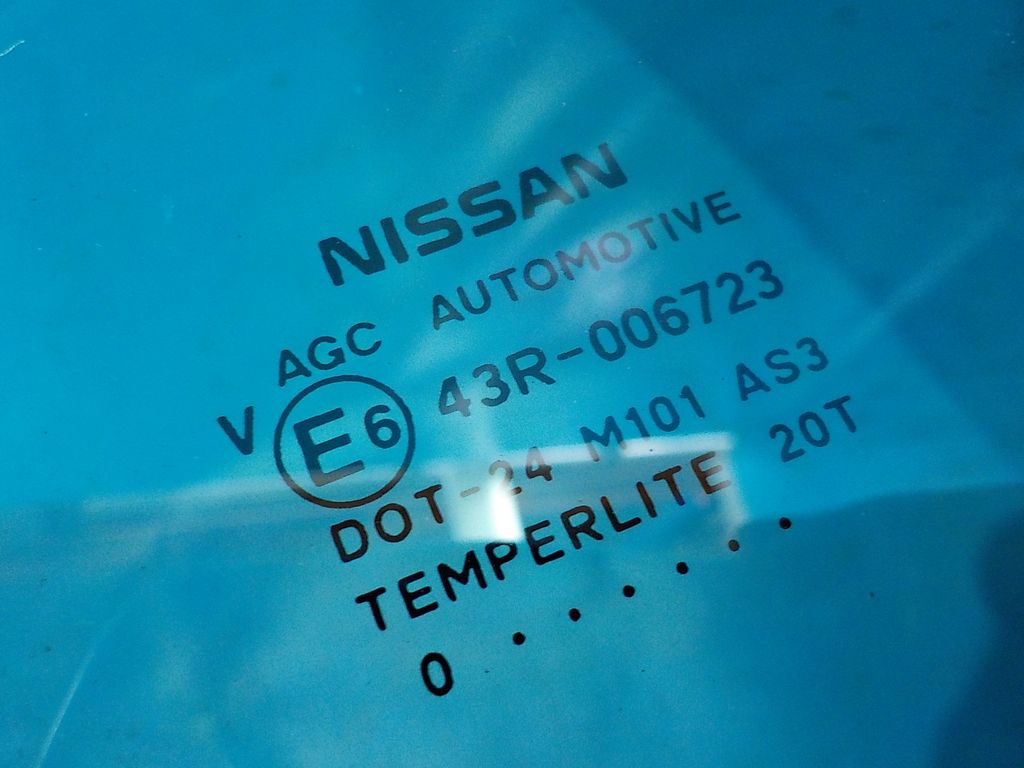 NISSAN
AGC AUTOMOTIVE
V E6 43R-006723
DOT-24 M101 AS3
TEMPERLITE 20T
0 . . . . . .